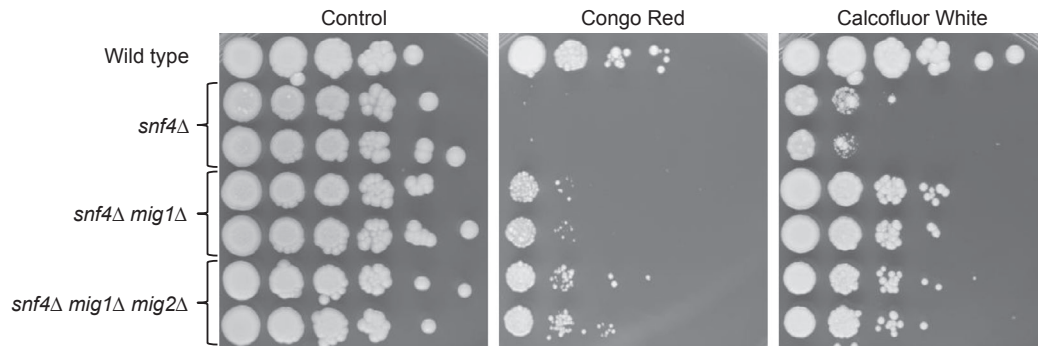 Control Congo Red Calcofluor White
Wild type
snf4Δ
snf4Δ mig1Δ
snf4Δ mig1Δ mig2Δ